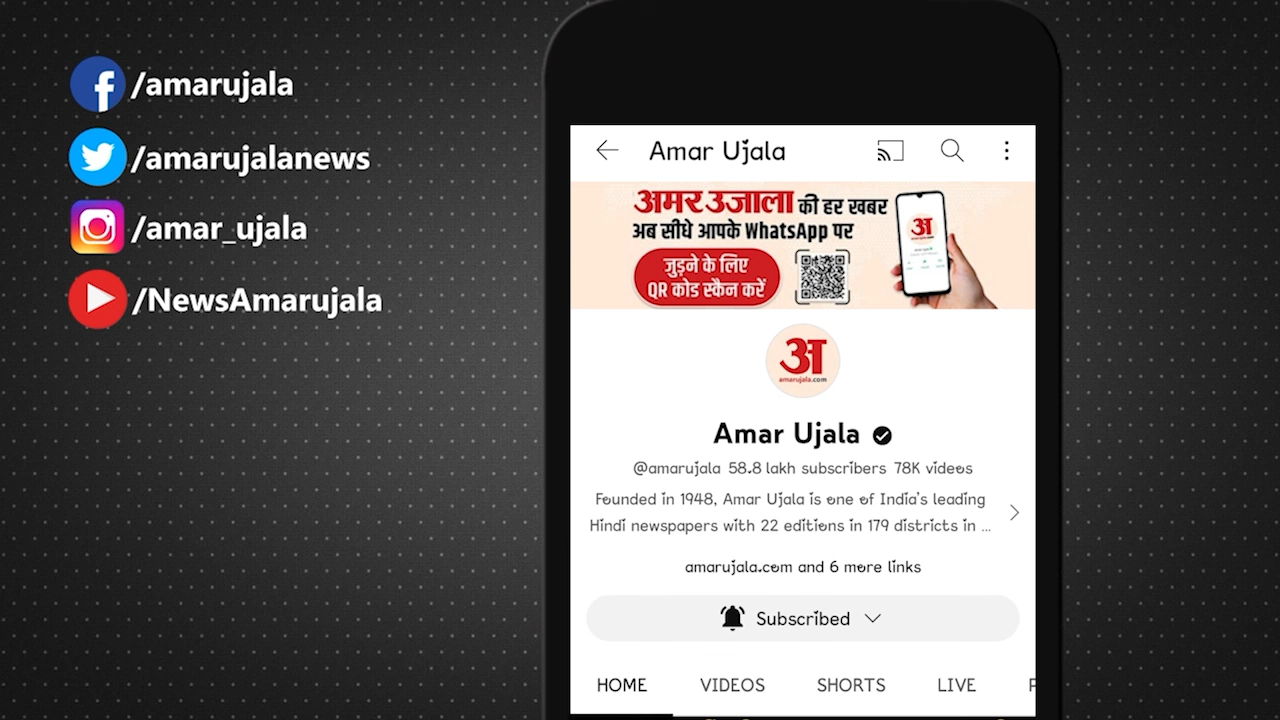 /amarujala
/amarujalanews
/amar_ujala
/NewsAmarujala
Amar Ujala
अमर उजाला की हर खबर
अब सीधे आपके WhatsApp पर
जुड़ने के लिए
QR कोड स्कैन करें
अ
अ
amarujala.com
Amar Ujala
@amarujala 58.8 lakh subscribers 78K videos
Founded in 1948, Amar Ujala is one of India's leading
Hindi newspapers with 22 editions in 179 districts in ...
amarujala.com and 6 more links
Subscribed
HOME VIDEOS SHORTS LIVE